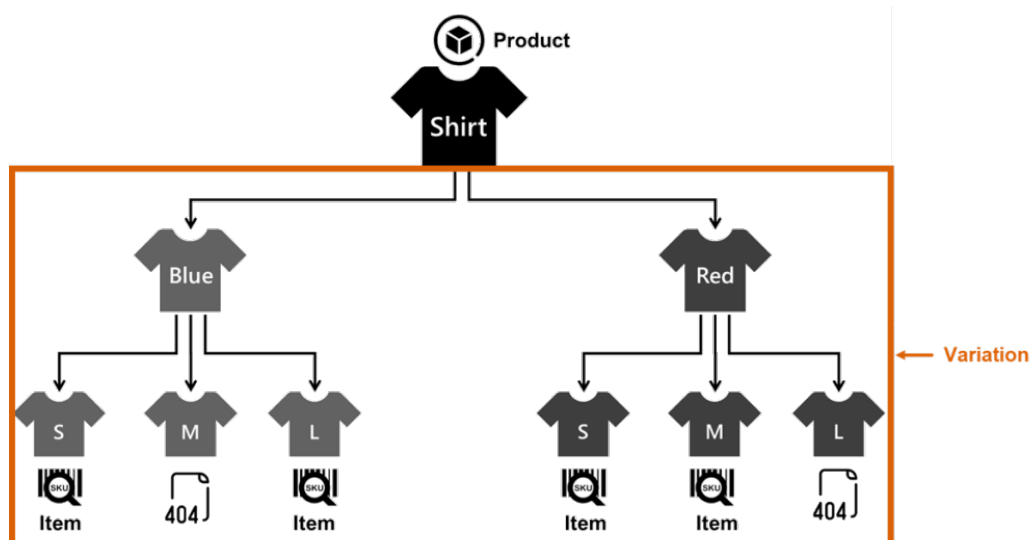 Product
Shirt
Blue
Red
Variation
S
M
L
S
M
L
SKU
SKU
SKU
SKU
404
404
Item
Item
Item
Item